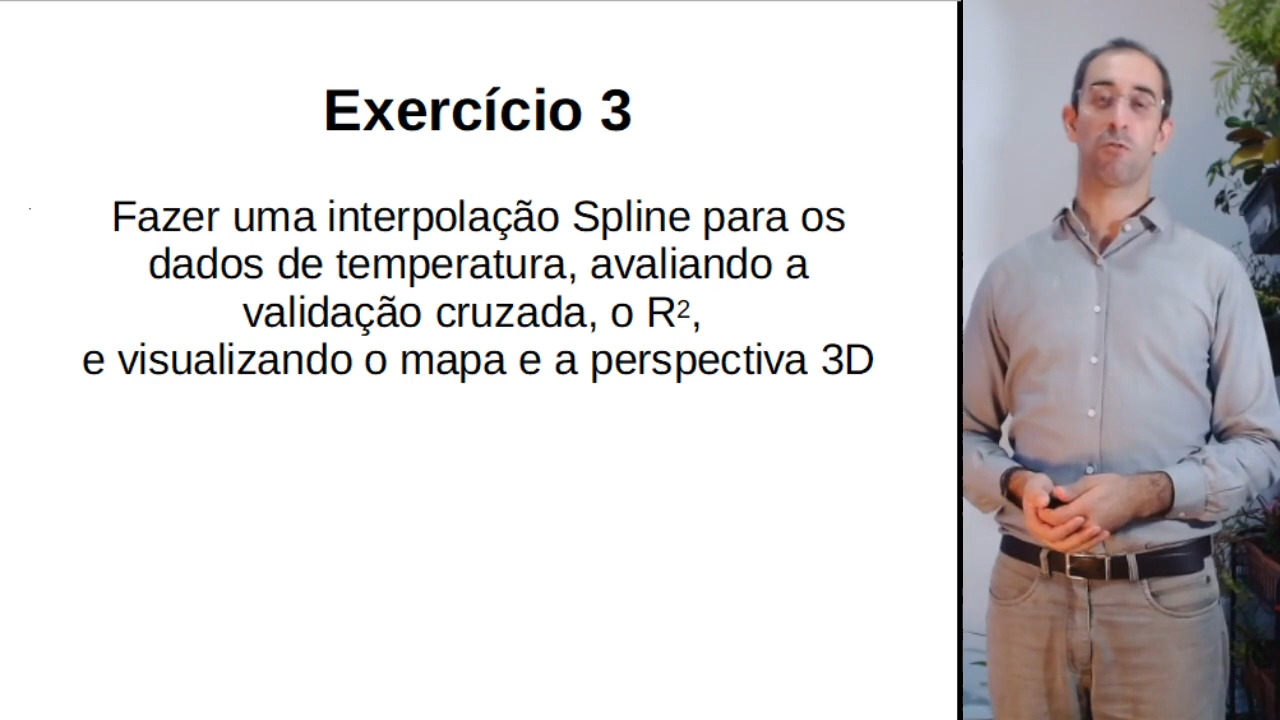 Exercício 3
Fazer uma interpolação Spline para os
dados de temperatura, avaliando a
validação cruzada, o R²,
e visualizando o mapa e a perspectiva 3D